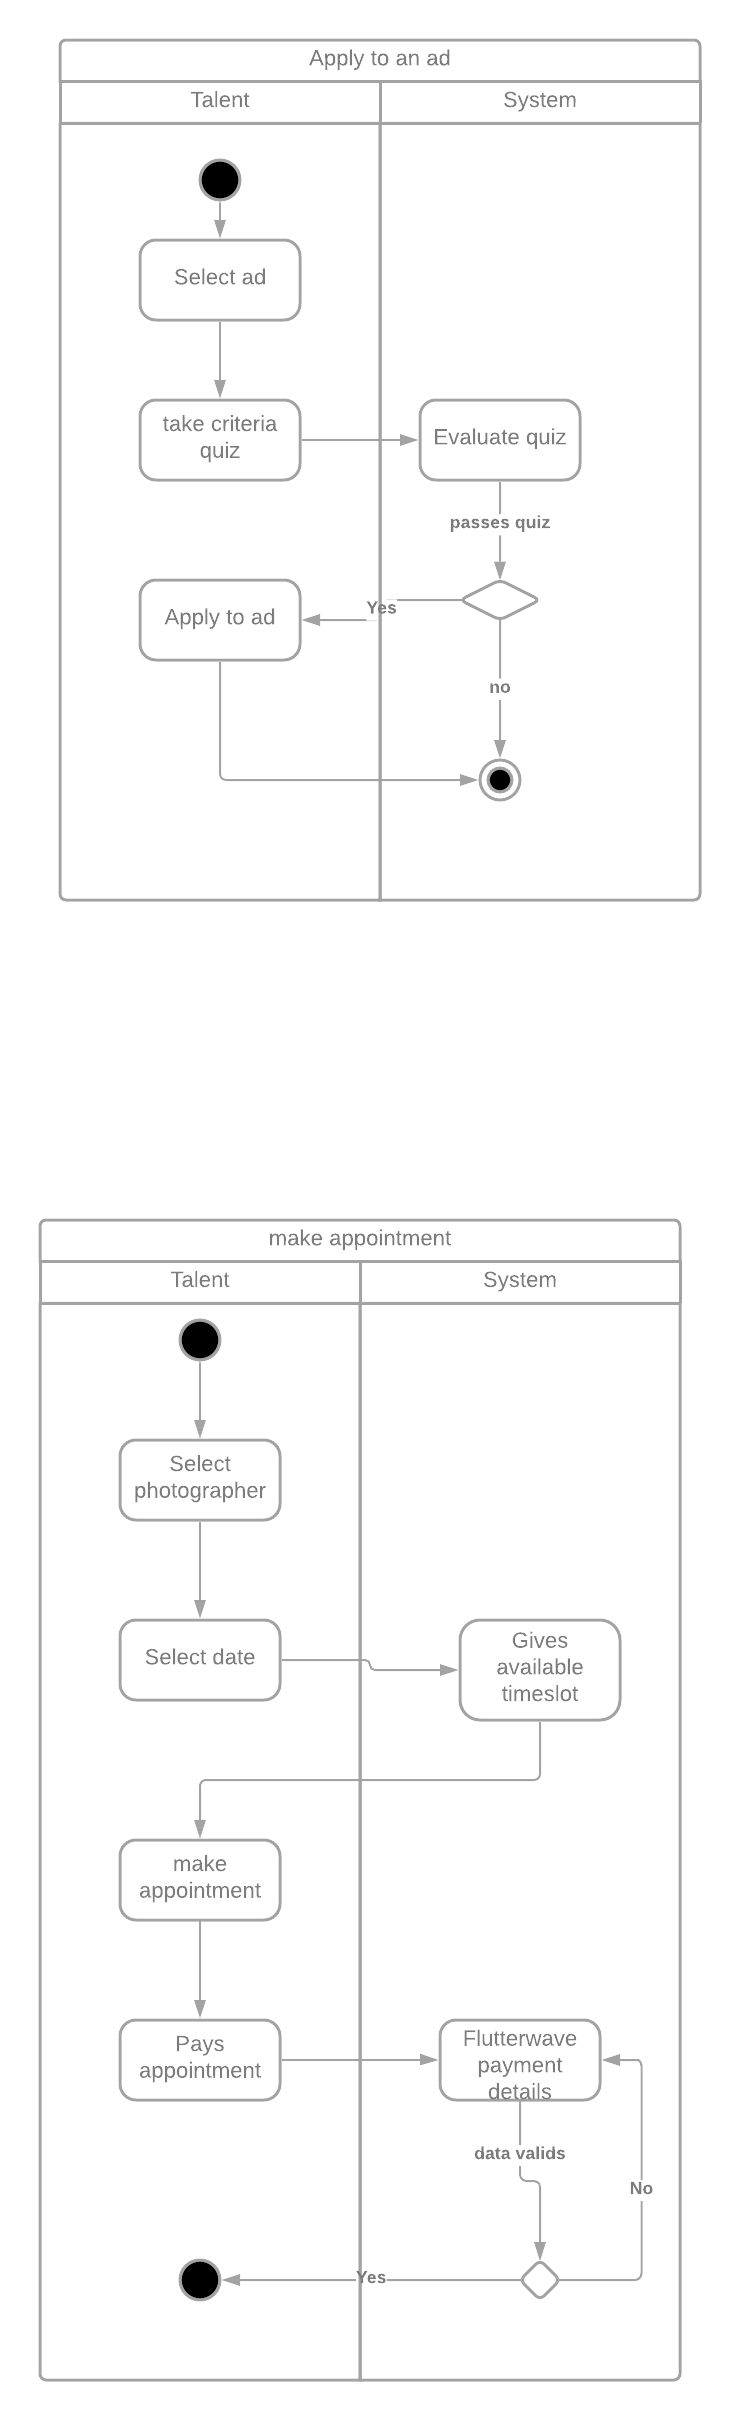 Apply to an ad
Talent
System
Select ad
take criteria
quiz
Evaluate quiz
passes quiz
Apply to ad
Yes
no
make appointment
Talent
System
Select
photographer
Select date
Gives
available
timeslot
make
appointment
Pays
appointment
Flutterwave
payment
details
data valids
No
Yes